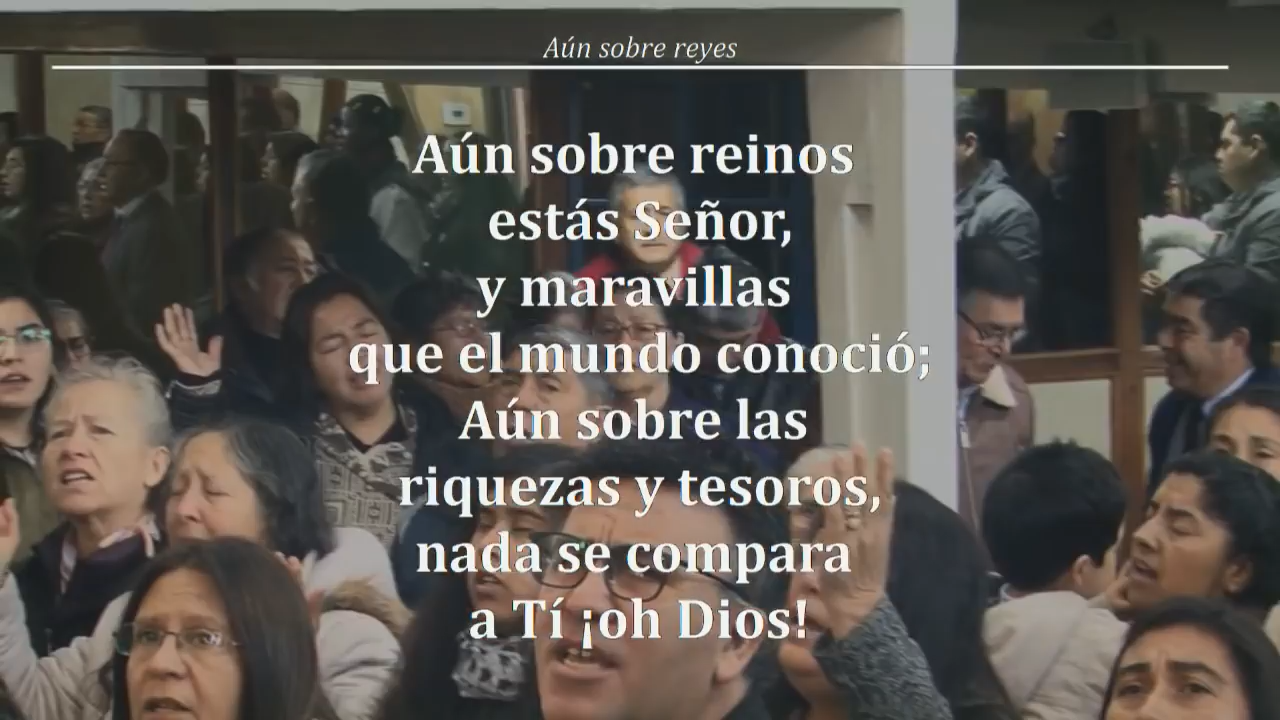 Aún sobre reyes
Aún sobre reinos
estás Señor,
y maravillas
que el mundo conoció;
Aún sobre las
riquezas y tesoros,
nada se compara
a Tí ¡oh Dios!